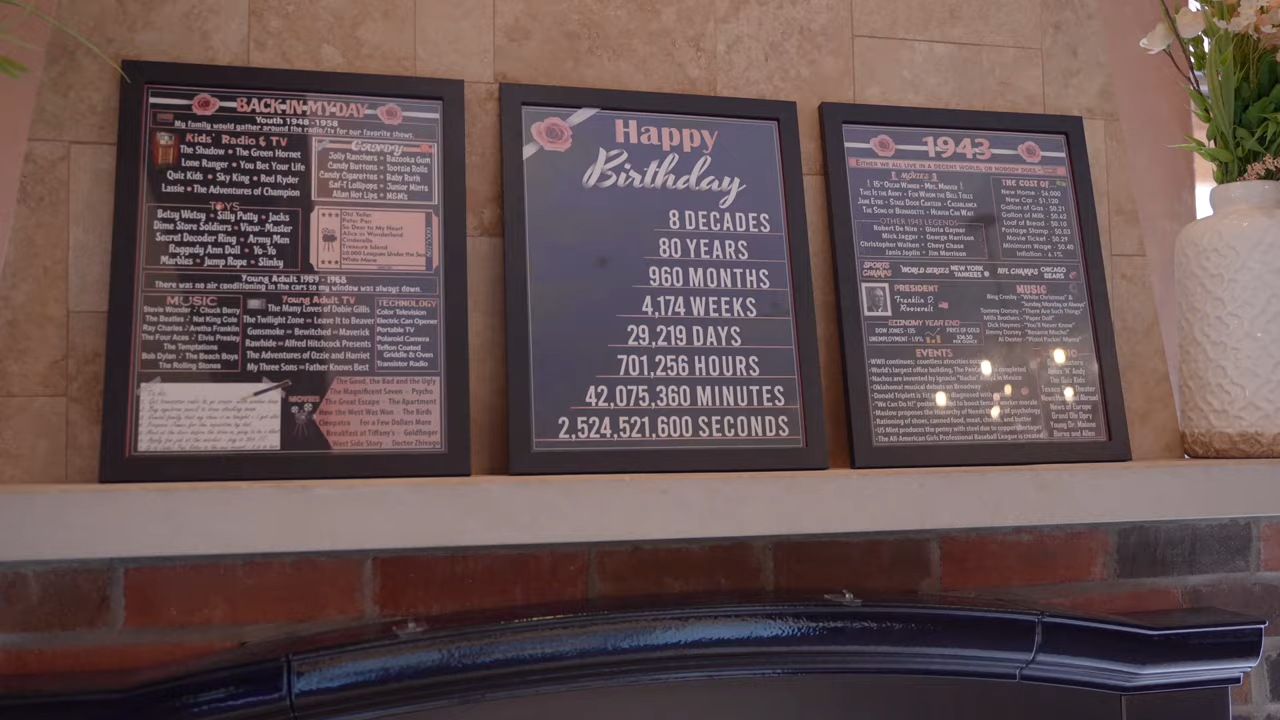 BACK-IN-MY-DAY
Youth 1948 -1958
My family would gather around the radio/tv for our favorite shows.
Kids' Radio & TV
The Shadow • The Green Hornet
Lone Ranger • You Bet Your Life
Quiz Kids • Sky King • Red Ryder
Lassie • The Adventures of Champion
Candy
Jolly Ranchers • Bazooka Gum
Candy Buttons • Tootsie Rolls
Candy Cigarettes • Baby Ruth
Saf-T Lollypops • Junior Mints
Allan Hot Lips • M&M's
TOYS
Betsy Wetsy • Silly Putty • Jacks
Dime Store Soldiers • View-Master
Secret Decoder Ring • Army Men
Raggedy Ann Doll • Yo-Yo
Marbles • Jump Rope • Slinky
Old Yeller
Peter Pan
So Dear to My Heart
Alice in Wonderland
Cinderella
Treasure Island
20,000 Leagues Under the Sea
White Mane
Young Adult 1959 - 1968
There was no air conditioning in the cars so my window was always down.
MUSIC
Stevie Wonder Chuck Berry
The Beatles Nat King Cole
Ray Charles Aretha Franklin
The Four Aces Elvis Presley
The Temptations
Bob Dylan The Beach Boys
The Rolling Stones
Young Adult TV
The Many Loves of Dobie Gillis
The Twilight Zone = Leave It to Beaver
Gunsmoke = Bewitched = Maverick
Rawhide = Alfred Hitchcock Presents
The Adventures of Ozzie and Harriet
My Three Sons = Father Knows Best
TECHNOLOGY
Color Television
Electric Can Opener
Portable TV
Polaroid Camera
Teflon Coated
Griddle & Oven
Transistor Radio
MOVIES
The Good, the Bad and the Ugly
The Magnificent Seven - Psycho
The Great Escape - The Apartment
How the West Was Won - The Birds
Cleopatra - For a Few Dollars More
Breakfast at Tiffany's - Goldfinger
West Side Story - Doctor Zhivago
Happy
Birthday
8 DECADES
80 YEARS
960 MONTHS
4,174 WEEKS
29,219 DAYS
701,256 HOURS
42,075,360 MINUTES
2,524,521,600 SECONDS
1943
EITHER WE ALL LIVE IN A DECENT WORLD, OR NOBODY DOES.
MOVIES
15TH OSCAR WINNER - MRS. MINIVER
THIS IS THE ARMY • FOR WHOM THE BELL TOLLS
JANE EYRE • STAGE DOOR CANTEEN • CASABLANCA
THE SONG OF BERNADETTE • HEAVEN CAN WAIT
OTHER 1943 LEGENDS
Robert De Niro • Gloria Gaynor
Mick Jagger • George Harrison
Christopher Walken • Chevy Chase
Janis Joplin • Jim Morrison
THE COST OF...
New Home - $6,000
New Car - $1,120
Gallon of Gas - $0.21
Gallon of Milk - $0.62
Loaf of Bread - $0.10
Postage Stamp - $0.03
Movie Ticket - $0.29
Minimum Wage - $0.40
Inflation - 6.1%
SPORTS CHAMPS
WORLD SERIES NEW YORK YANKEES
NFL CHAMPS CHICAGO BEARS
PRESIDENT
Franklin D.
Roosevelt
ECONOMY YEAR END
DOW JONES - 135
UNEMPLOYMENT - 1.9%
PRICE OF GOLD
$36.50
PER OUNCE
MUSIC
Bing Crosby - "White Christmas" &
"Sunday, Monday or Always"
Tommy Dorsey - "There Are Such Things"
Mills Brothers - "Paper Doll"
Dick Haymes - "You'll Never Know"
Jimmy Dorsey - "Besame Mucho"
Al Dexter - "Pistol Packin' Mama"
EVENTS
•WWII continues; countless atrocities
•World's largest office building, The completed
•Nachos are invented by Ignacio "Nacho" in Mexico
•Oklahoma musical debuts on Broadway
•Donald Triplett is diagnosed with
•"We Can Do It!" poster to boost female worker morale
•Maslow proposes the Hierarchy of Needs of psychology
•Rationing of shoes, canned food, meat, cheese,
•US Mint produces the penny with steel due to copper shortages
•The All-American Girls Professional Baseball League is created
Amos 'N' Andy
The Quiz Kids
Texaco Theater
News and Abroad
News of Europe
Grand Ole Opry
Young Dr. Malone
Burns and Allen